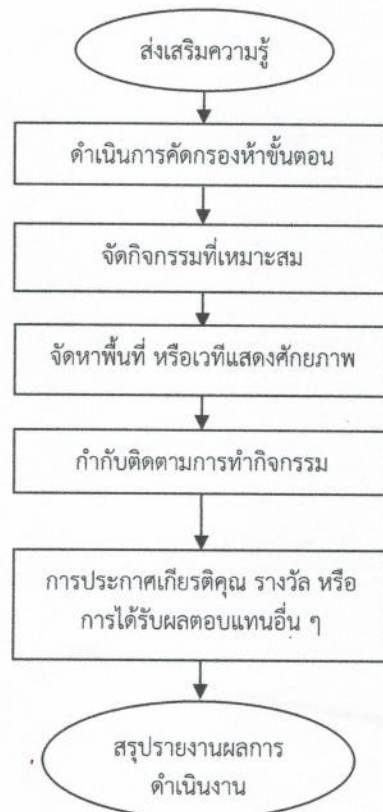 ส่งเสริมความรู้
ดำเนินการคัดกรองห้าขั้นตอน
จัดกิจกรรมที่เหมาะสม
จัดหาพื้นที่ หรือเวทีแสดงศักยภาพ
กำกับติดตามการทำกิจกรรม
การประกาศเกียรติคุณ รางวัล หรือ
การได้รับผลตอบแทนอื่น ๆ
สรุปรายงานผลการ
ดำเนินงาน